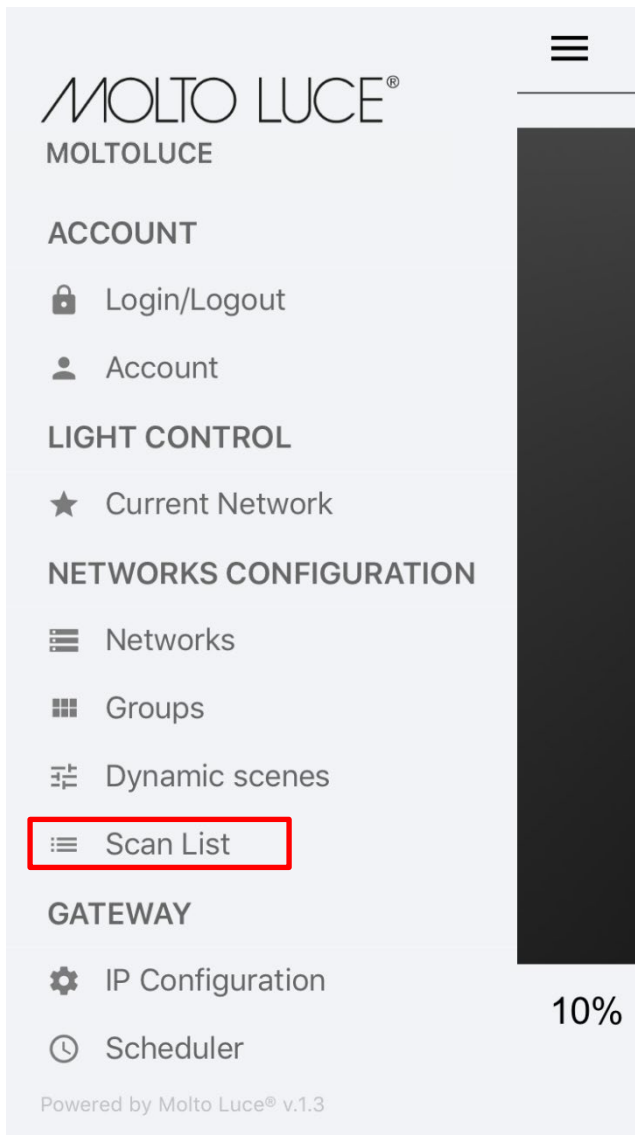 MOLTO LUCE®
MOLTOLUCE
ACCOUNT
Login/Logout
Account
LIGHT CONTROL
Current Network
NETWORKS CONFIGURATION
Networks
Groups
Dynamic scenes
Scan List
GATEWAY
IP Configuration
Scheduler
Powered by Molto Luce® v.1.3
10%